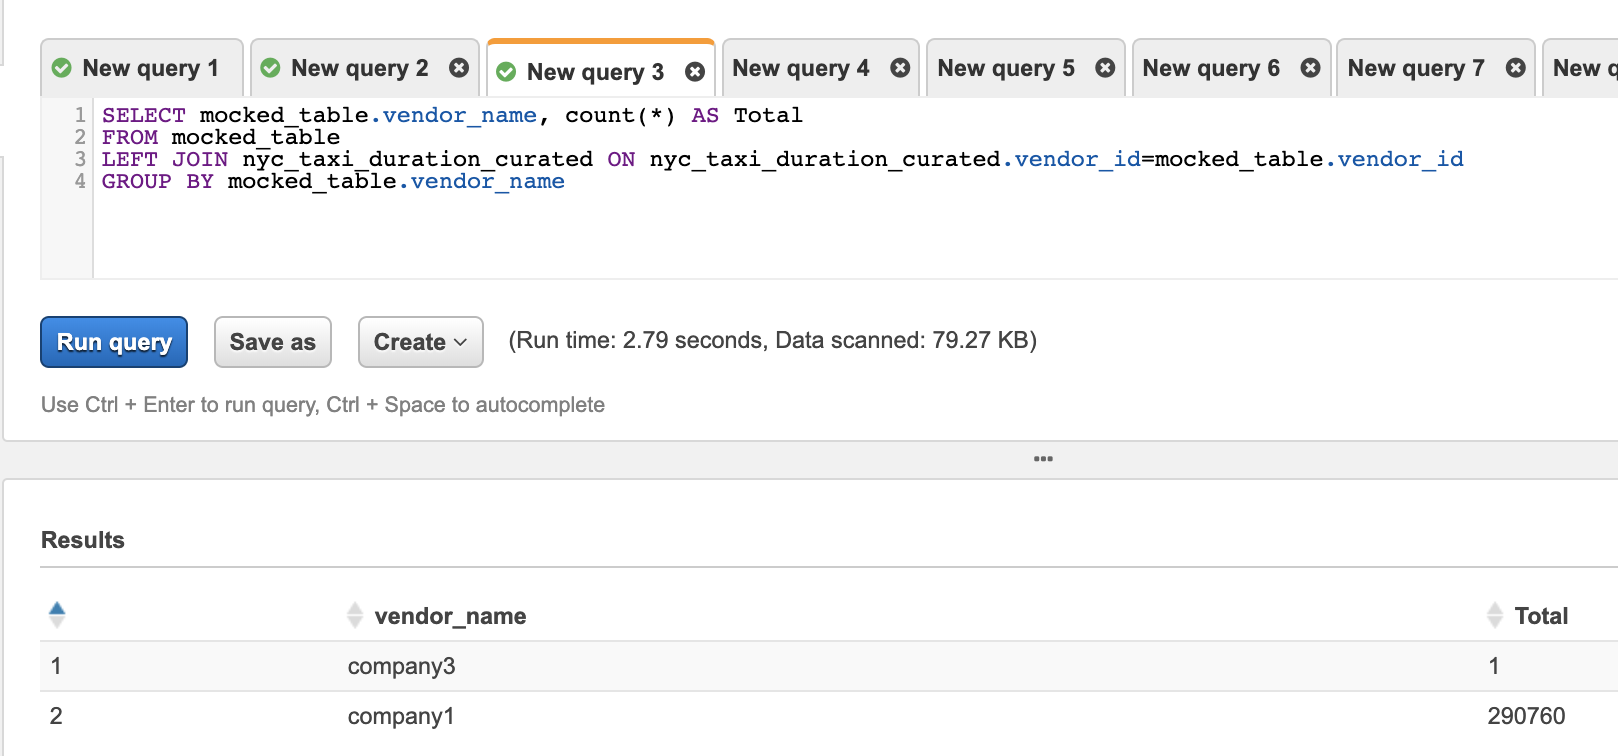 New query 1 New query 2 New query 3 New query 4 New query 5 New query 6 New query 7 New q
1 SELECT mocked_table.vendor_name, count(*) AS Total
2 FROM mocked_table
3 LEFT JOIN nyc_taxi_duration_curated ON nyc_taxi_duration_curated.vendor_id=mocked_table.vendor_id
4 GROUP BY mocked_table.vendor_name
Run query Save as Create (Run time: 2.79 seconds, Data scanned: 79.27 KB)
Use Ctrl + Enter to run query, Ctrl + Space to autocomplete
Results
vendor_name Total
1 company3 1
2 company1 290760